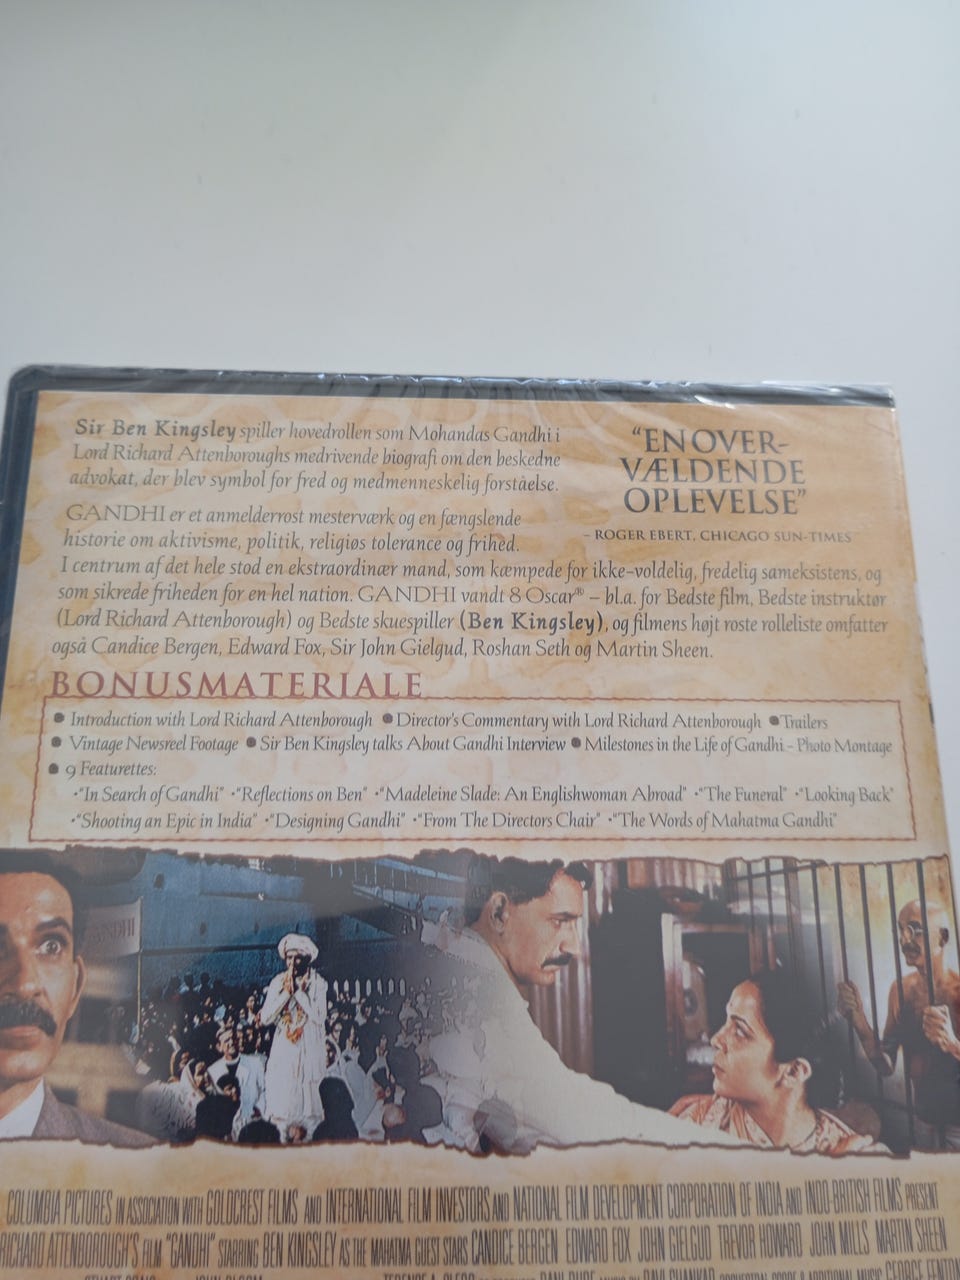 Sir Ben Kingsley spiller hovedrollen som Mohandas Gandhi i
Lord Richard Attenboroughs medrivende biografi om den beskedne
advokat, der blev symbol for fred og medmenneskelig forståelse.
"EN OVER-
VÆLDENDE
OPLEVELSE"
– ROGER EBERT, CHICAGO SUN-TIMES
GANDHI er et anmelderrost mesterværk og en fængslende
historie om aktivisme, politik, religiøs tolerance og frihed.
I centrum af det hele stod en ekstraordinær mand, som kæmpede for ikke-voldelig, fredelig sameksistens, og
som sikrede friheden for en hel nation. GANDHI vandt 8 Oscar® – bl.a. for Bedste film, Bedste instruktør
(Lord Richard Attenborough) og Bedste skuespiller (Ben Kingsley), og filmens højt roste rolleliste omfatter
også Candice Bergen, Edward Fox, Sir John Gielgud, Roshan Seth og Martin Sheen.
BONUSMATERIALE
● Introduction with Lord Richard Attenborough ● Director's Commentary with Lord Richard Attenborough ● Trailers
● Vintage Newsreel Footage ● Sir Ben Kingsley talks About Gandhi Interview ● Milestones in the Life of Gandhi - Photo Montage
● 9 Featurettes:
•"In Search of Gandhi" •"Reflections on Ben" •"Madeleine Slade: An Englishwoman Abroad" •"The Funeral" •"Looking Back"
•"Shooting an Epic in India" •"Designing Gandhi" •"From The Directors Chair" •"The Words of Mahatma Gandhi"
GANDHI
COLUMBIA PICTURES IN ASSOCIATION WITH GOLDCREST FILMS AND INTERNATIONAL FILM INVESTORS AND NATIONAL FILM DEVELOPMENT CORPORATION OF INDIA AND INDO-BRITISH FILMS PRESENT
RICHARD ATTENBOROUGH'S FILM "GANDHI" STARRING BEN KINGSLEY AS THE MAHATMA GUEST STARS CANDICE BERGEN EDWARD FOX JOHN GIELGUD TREVOR HOWARD JOHN MILLS MARTIN SHEEN